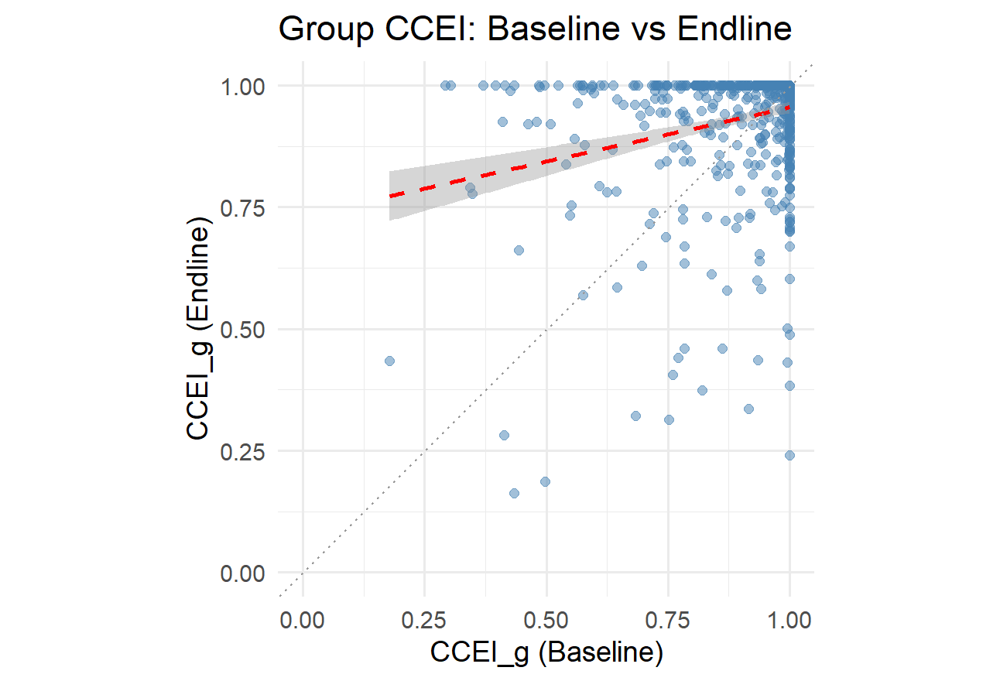 Group CCEI: Baseline vs Endline
1.00
0.75
0.50
0.25
0.00
CCEI_g (Endline)
0.00 0.25 0.50 0.75 1.00
CCEI_g (Baseline)